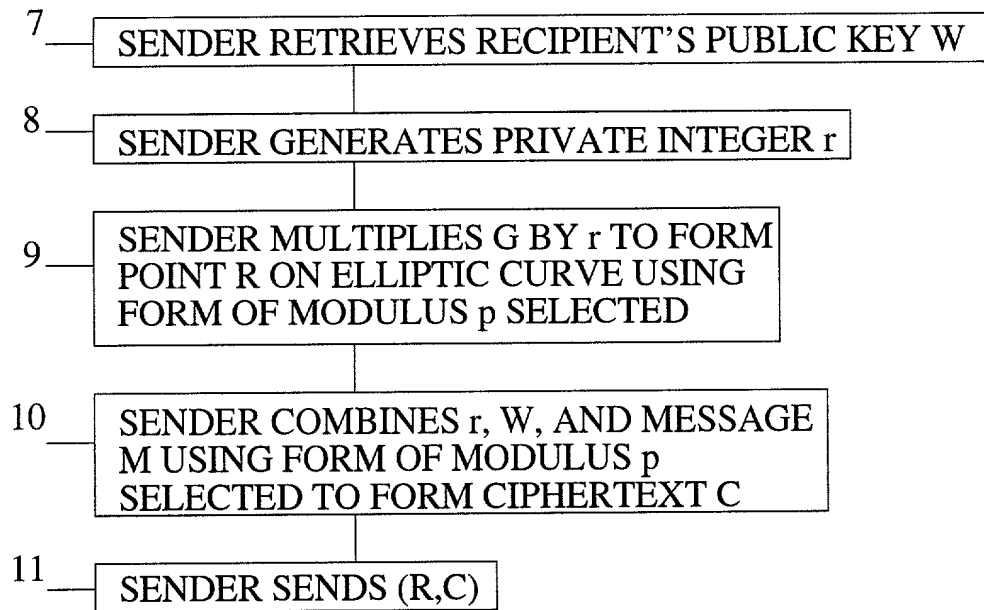 7
SENDER RETRIEVES RECIPIENT'S PUBLIC KEY W
8
SENDER GENERATES PRIVATE INTEGER r
9
SENDER MULTIPLIES G BY r TO FORM
POINT R ON ELLIPTIC CURVE USING
FORM OF MODULUS p SELECTED
10
SENDER COMBINES r, W, AND MESSAGE
M USING FORM OF MODULUS p
SELECTED TO FORM CIPHERTEXT C
11
SENDER SENDS (R,C)